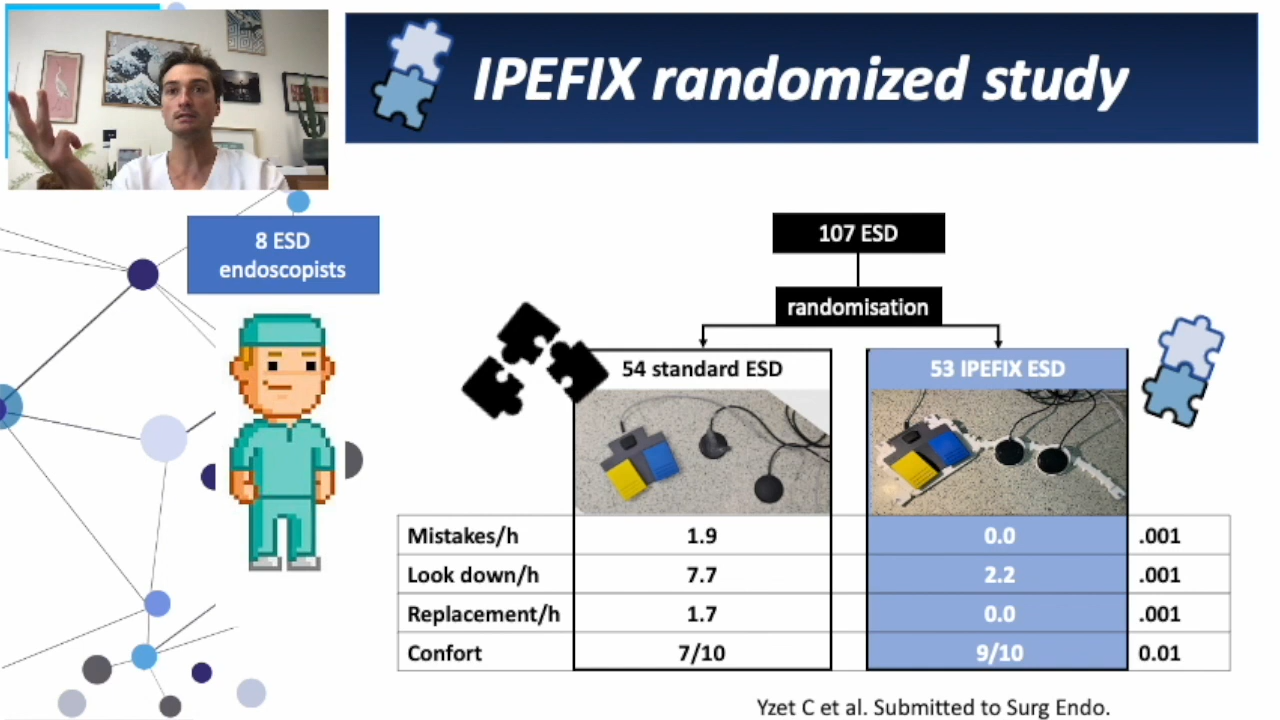 IPEFIX randomized study
8 ESD
endoscopists
107 ESD
randomisation
54 standard ESD
53 IPEFIX ESD
Mistakes/h 1.9 0.0 .001
Look down/h 7.7 2.2 .001
Replacement/h 1.7 0.0 .001
Confort 7/10 9/10 0.01
Yzet C et al. Submitted to Surg Endo.